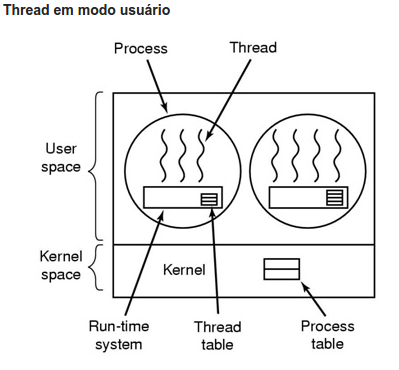 Thread em modo usuário
Process
Thread
User
space
Kernel
space
Kernel
Run-time
system
Thread
table
Process
table